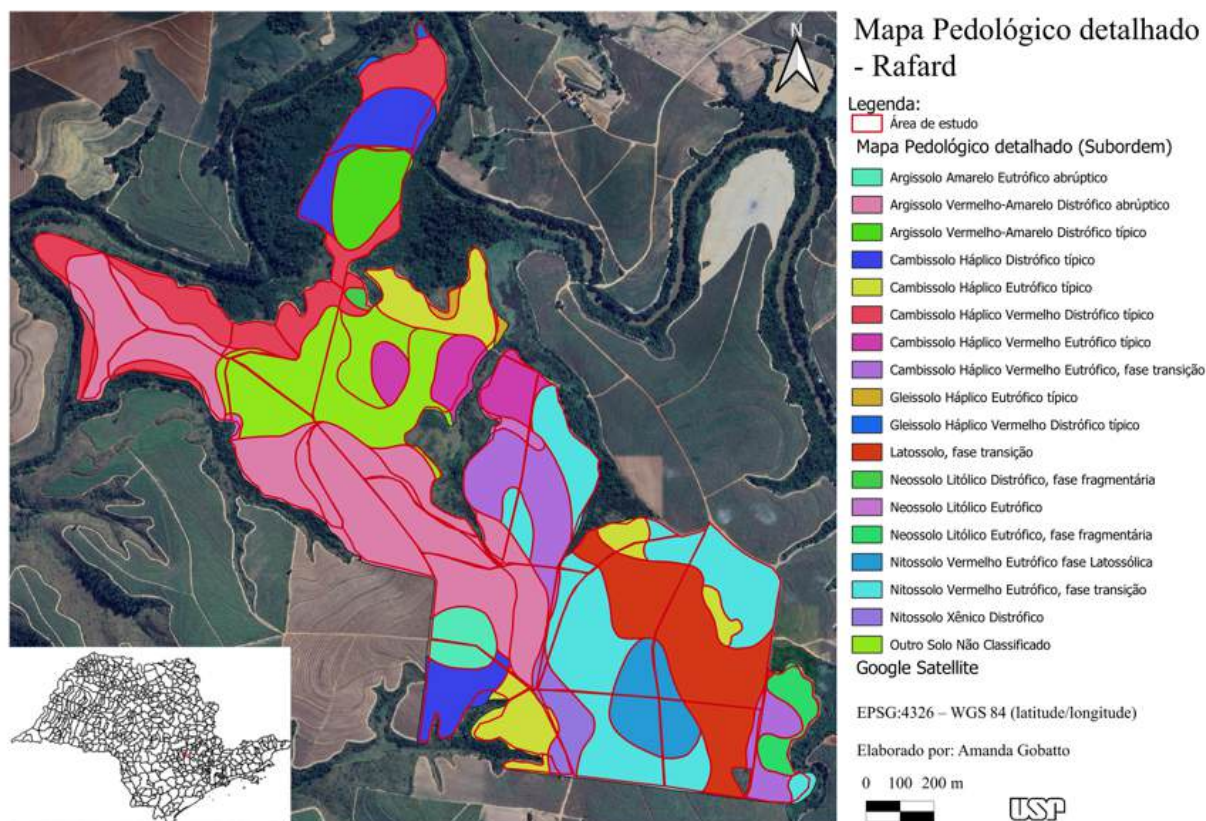 N
Mapa Pedológico detalhado
- Rafard
Legenda:
Área de estudo
Mapa Pedológico detalhado (Subordem)
Argissolo Amarelo Eutrófico abrúptico
Argissolo Vermelho-Amarelo Distrófico abrúptico
Argissolo Vermelho-Amarelo Distrófico típico
Cambissolo Háplico Distrófico típico
Cambissolo Háplico Eutrófico típico
Cambissolo Háplico Vermelho Distrófico típico
Cambissolo Háplico Vermelho Eutrófico típico
Cambissolo Háplico Vermelho Eutrófico, fase transição
Gleissolo Háplico Eutrófico típico
Gleissolo Háplico Vermelho Distrófico típico
Latossolo, fase transição
Neossolo Litólico Distrófico, fase fragmentária
Neossolo Litólico Eutrófico
Neossolo Litólico Eutrófico, fase fragmentária
Nitossolo Vermelho Eutrófico fase Latossólica
Nitossolo Vermelho Eutrófico, fase transição
Nitossolo Xênico Distrófico
Outro Solo Não Classificado
Google Satellite
EPSG:4326 – WGS 84 (latitude/longitude)
Elaborado por: Amanda Gobatto
0 100 200 m
USP